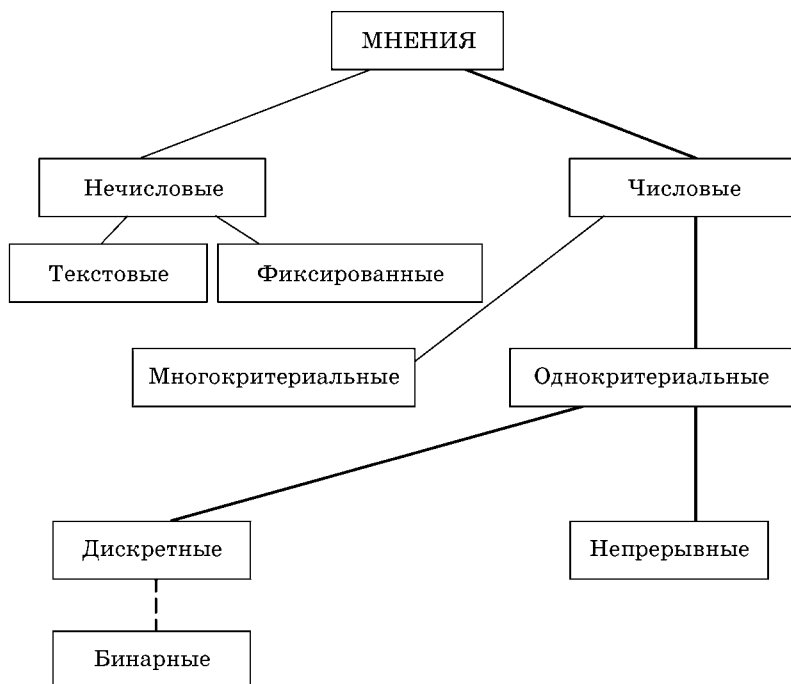 МНЕНИЯ
Нечисловые
Числовые
Текстовые
Фиксированные
Многокритериальные
Однокритериальные
Дискретные
Непрерывные
Бинарные